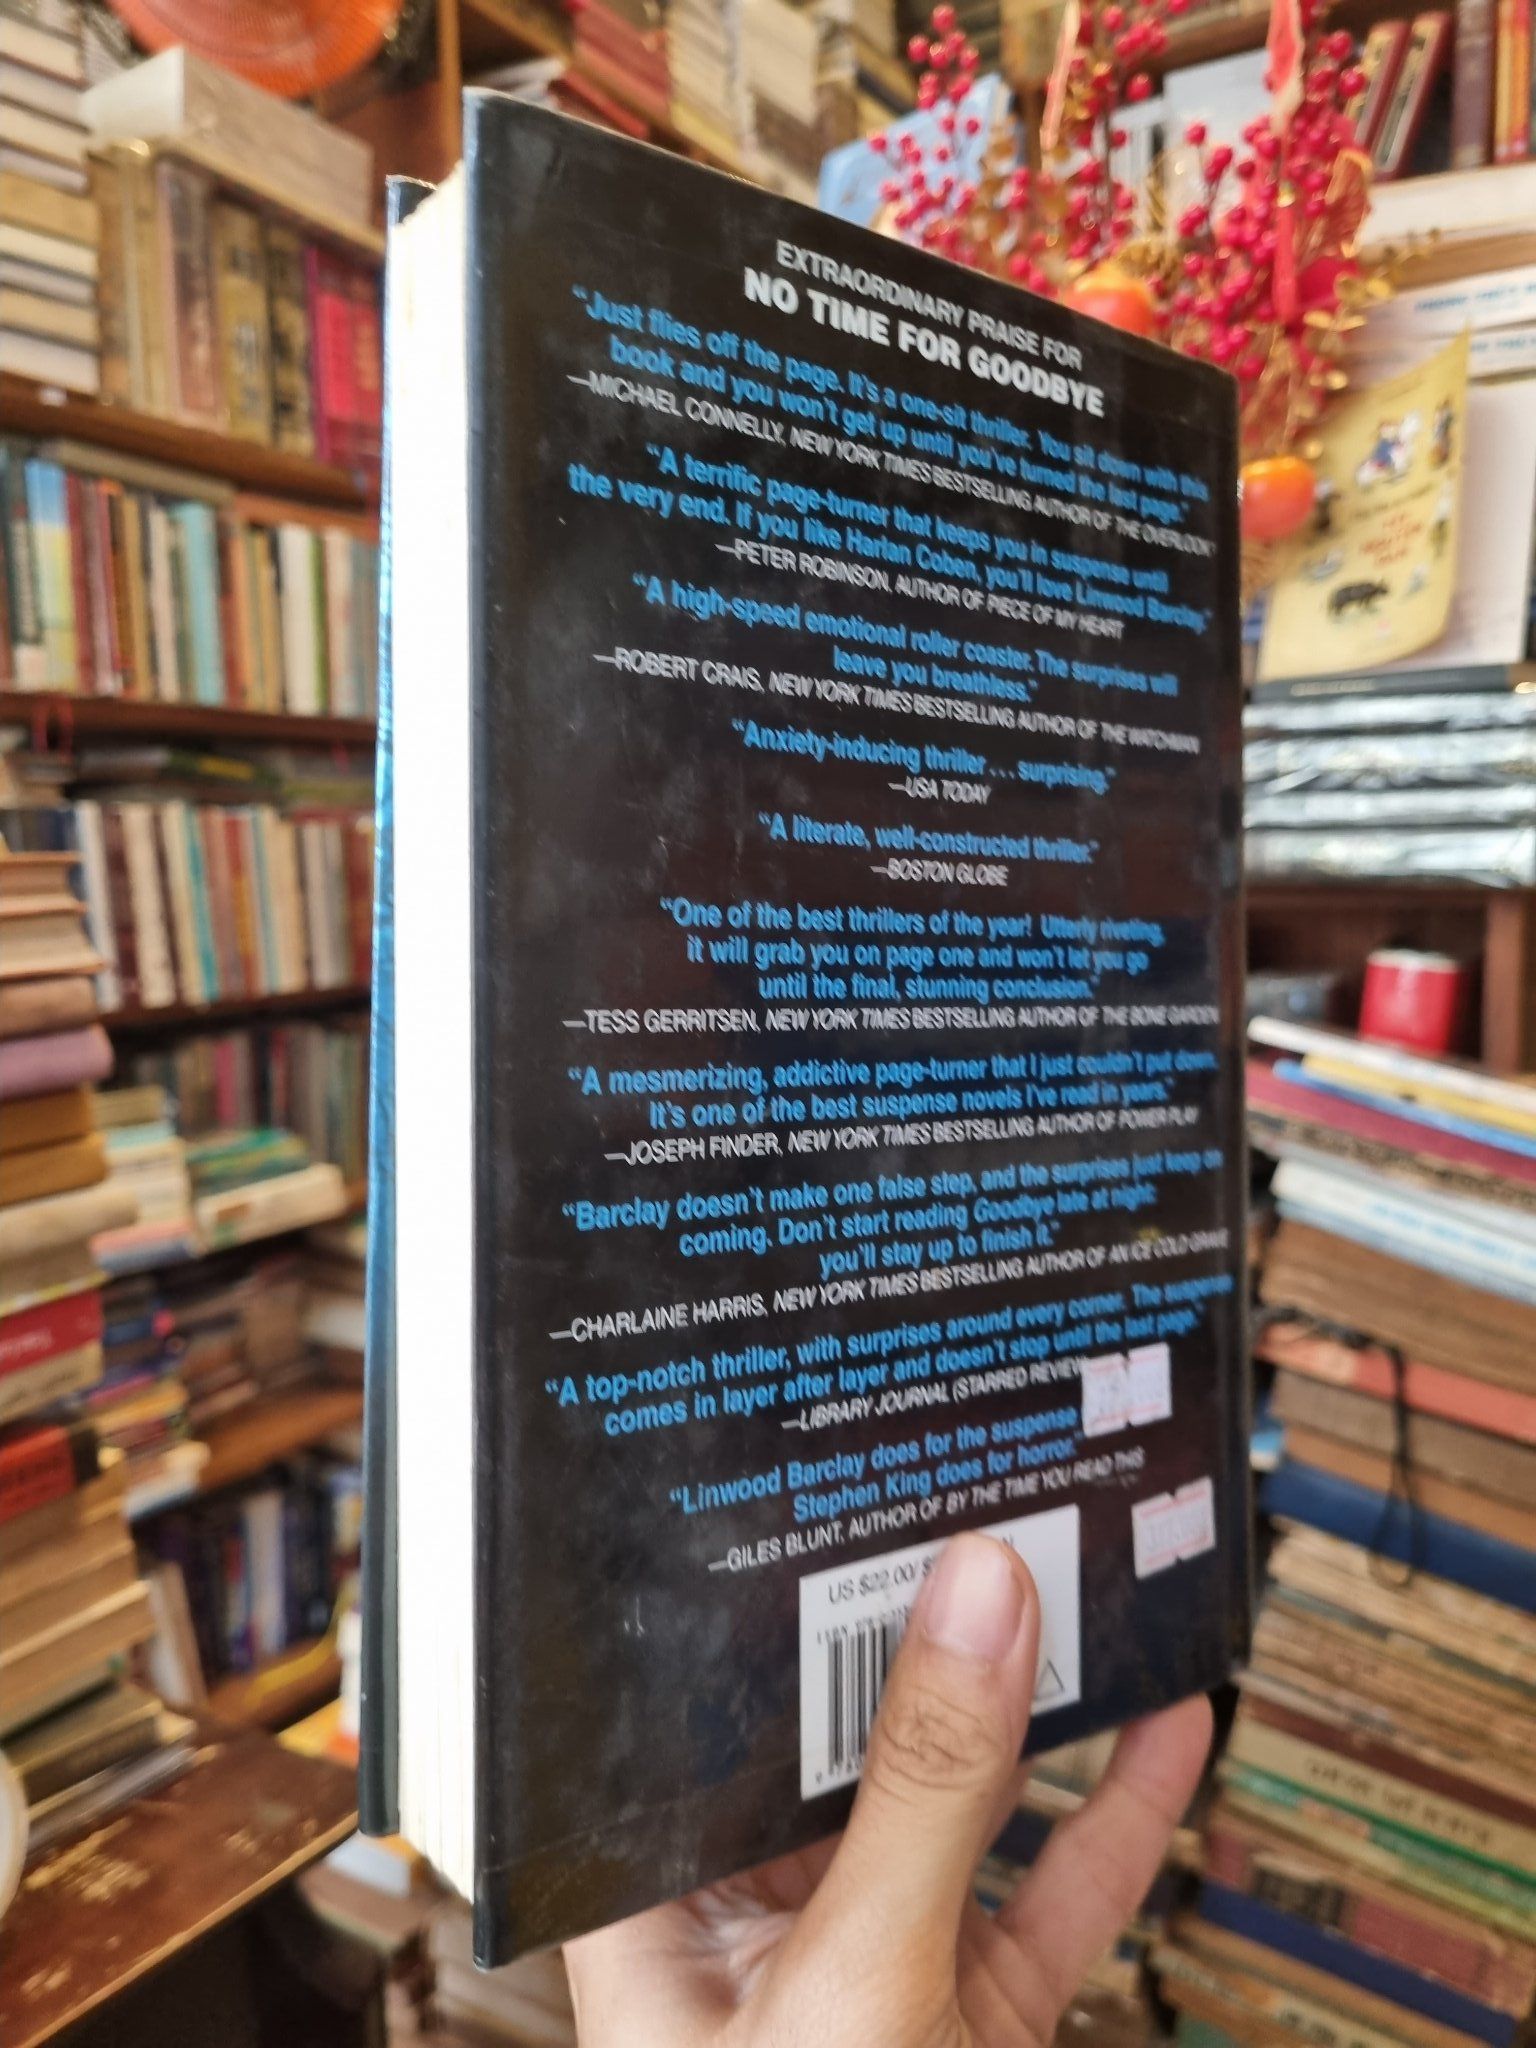 EXTRAORDINARY PRAISE FOR
NO TIME FOR GOODBYE
“Just flies off the page. It's a one-sit thriller. You sit down with this
book and you won't get up until you've turned the last page.”
—MICHAEL CONNELLY, NEW YORK TIMES BESTSELLING AUTHOR OF THE OVERLOOK
“A terrific page-turner that keeps you in suspense until
the very end. If you like Harlan Coben, you'll love Linwood Barclay.”
—PETER ROBINSON, AUTHOR OF PIECE OF MY HEART
“A high-speed emotional roller coaster. The surprises will
leave you breathless.”
—ROBERT CRAIS, NEW YORK TIMES BESTSELLING AUTHOR OF THE WATCHMAN
“Anxiety-inducing thriller . . . surprising.”
—USA TODAY
“A literate, well-constructed thriller.”
—BOSTON GLOBE
“One of the best thrillers of the year! Utterly riveting,
it will grab you on page one and won't let you go
until the final, stunning conclusion.”
—TESS GERRITSEN, NEW YORK TIMES BESTSELLING AUTHOR OF THE BONE GARDEN
“A mesmerizing, addictive page-turner that I just couldn't put down.
It's one of the best suspense novels I've read in years.”
—JOSEPH FINDER, NEW YORK TIMES BESTSELLING AUTHOR OF POWER PLAY
“Barclay doesn't make one false step, and the surprises just keep on
coming. Don't start reading Goodbye late at night:
you'll stay up to finish it.”
—CHARLAINE HARRIS, NEW YORK TIMES BESTSELLING AUTHOR OF AN ICE COLD GRAVE
“A top-notch thriller, with surprises around every corner. The suspense
comes in layer after layer and doesn't stop until the last page.”
—LIBRARY JOURNAL (STARRED REVIEW
“Linwood Barclay does for the suspense
Stephen King does for horror.”
—GILES BLUNT, AUTHOR OF BY THE TIME YOU READ THIS
US $22.00/